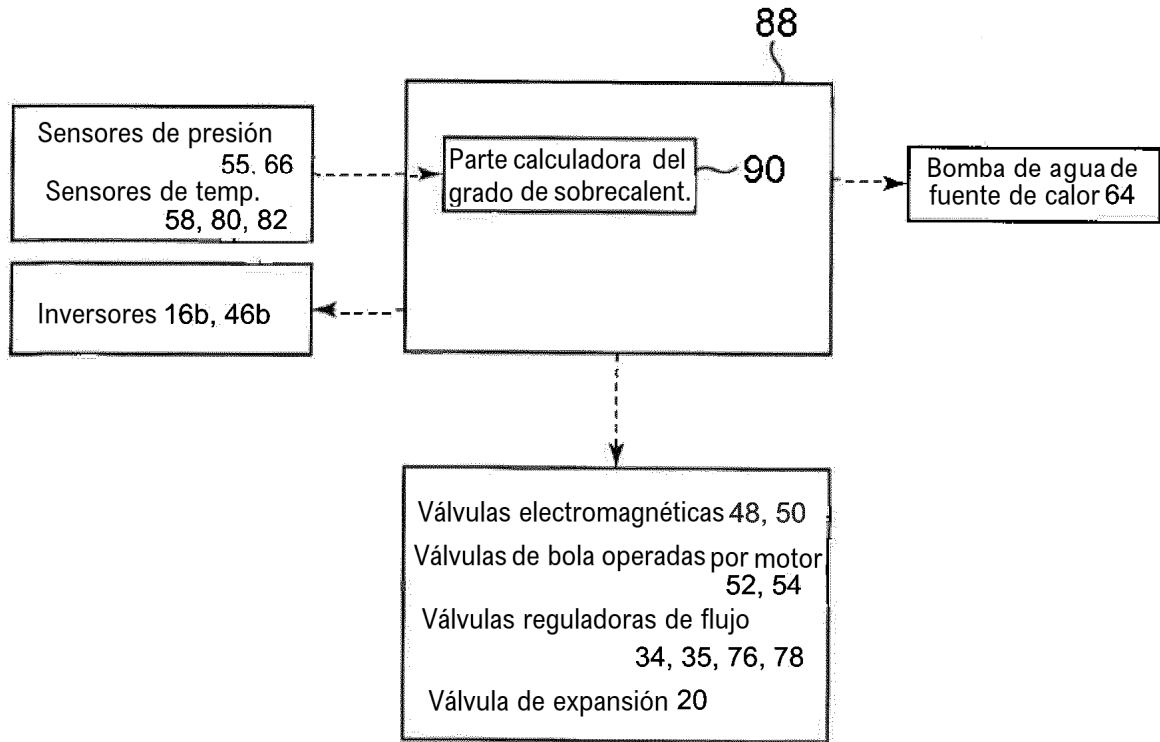 88
Sensores de presión
55, 66
Sensores de temp.
58, 80, 82
Parte calculadora del
grado de sobrecalent.
90
Bomba de agua de
fuente de calor 64
Inversores 16b, 46b
Válvulas electromagnéticas 48, 50
Válvulas de bola operadas por motor
52, 54
Válvulas reguladoras de flujo
34, 35, 76, 78
Válvula de expansión 20